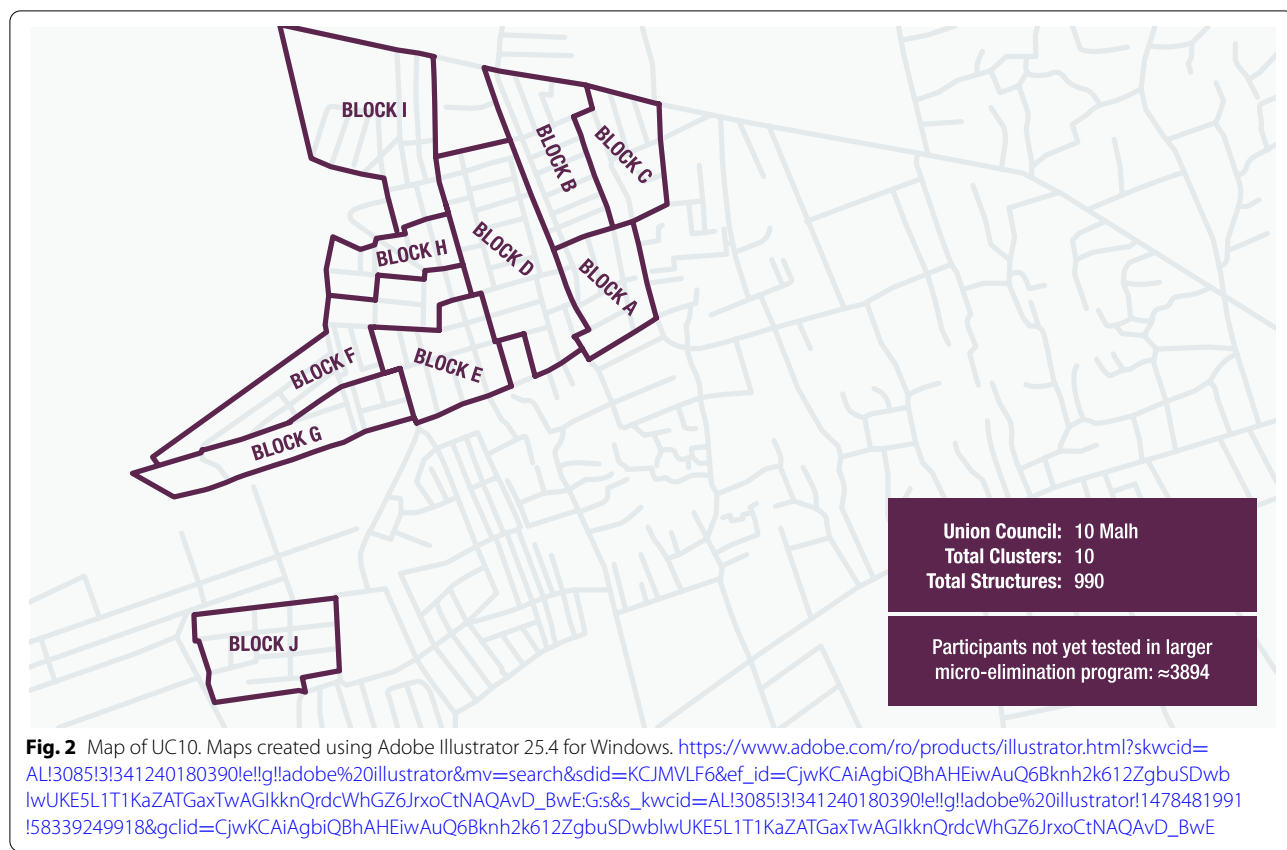 BLOCK I
BLOCK B
BLOCK C
BLOCK H
BLOCK D
BLOCK A
BLOCK F
BLOCK E
BLOCK G
BLOCK J
Union Council: 10 Malh
Total Clusters: 10
Total Structures: 990
Participants not yet tested in larger
micro-elimination program: ≈3894
Fig. 2 Map of UC10. Maps created using Adobe Illustrator 25.4 for Windows. https://www.adobe.com/ro/products/illustrator.html?skwcid=
AL!3085!3!341240180390!e!!g!!adobe%20illustrator&mv=search&sdid=KCJMVLF6&ef_id=CjwKCAiAgbiQBhAHEiwAuQ6Bknh2k612ZgbuSDwb
lwUKE5L1T1KaZATGaxTwAGIkknQrdcWhGZ6JrxoCtNAQAvD_BwE:G:s&s_kwcid=AL!3085!3!341240180390!e!!g!!adobe%20illustrator!1478481991
!58339249918&gclid=CjwKCAiAgbiQBhAHEiwAuQ6Bknh2k612ZgbuSDwblwUKE5L1T1KaZATGaxTwAGIkknQrdcWhGZ6JrxoCtNAQAvD_BwE